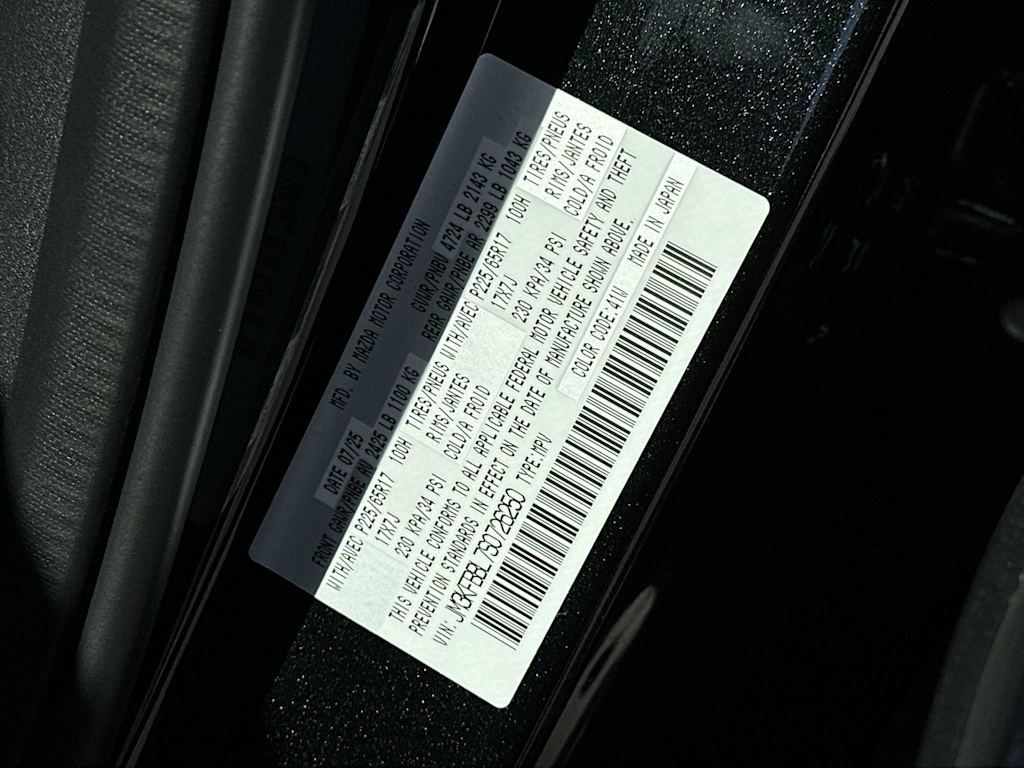 MFD. BY MAZDA MOTOR CORPORATION
DATE 07/25 GVWR/PNBV 4724 LB 2143 KG
FRONT GAWR/PNBE AV 2425 LB 1100 KG REAR GAWR/PNBE AR 2299 LB 1043 KG
WITH/AVEC P225/65R17 100H TIRES/PNEUS WITH/AVEC P225/65R17 100H TIRES/PNEUS
17X7J RIMS/JANTES 17X7J RIMS/JANTES
230 KPA/34 PSI COLD/A FROID 230 KPA/34 PSI COLD/A FROID
THIS VEHICLE CONFORMS TO ALL APPLICABLE FEDERAL MOTOR VEHICLE SAFETY AND THEFT
PREVENTION STANDARDS IN EFFECT ON THE DATE OF MANUFACTURE SHOWN ABOVE.
VIN: JM3KFBBL7S0726250 TYPE:MPV COLOR CODE:41W MADE IN JAPAN